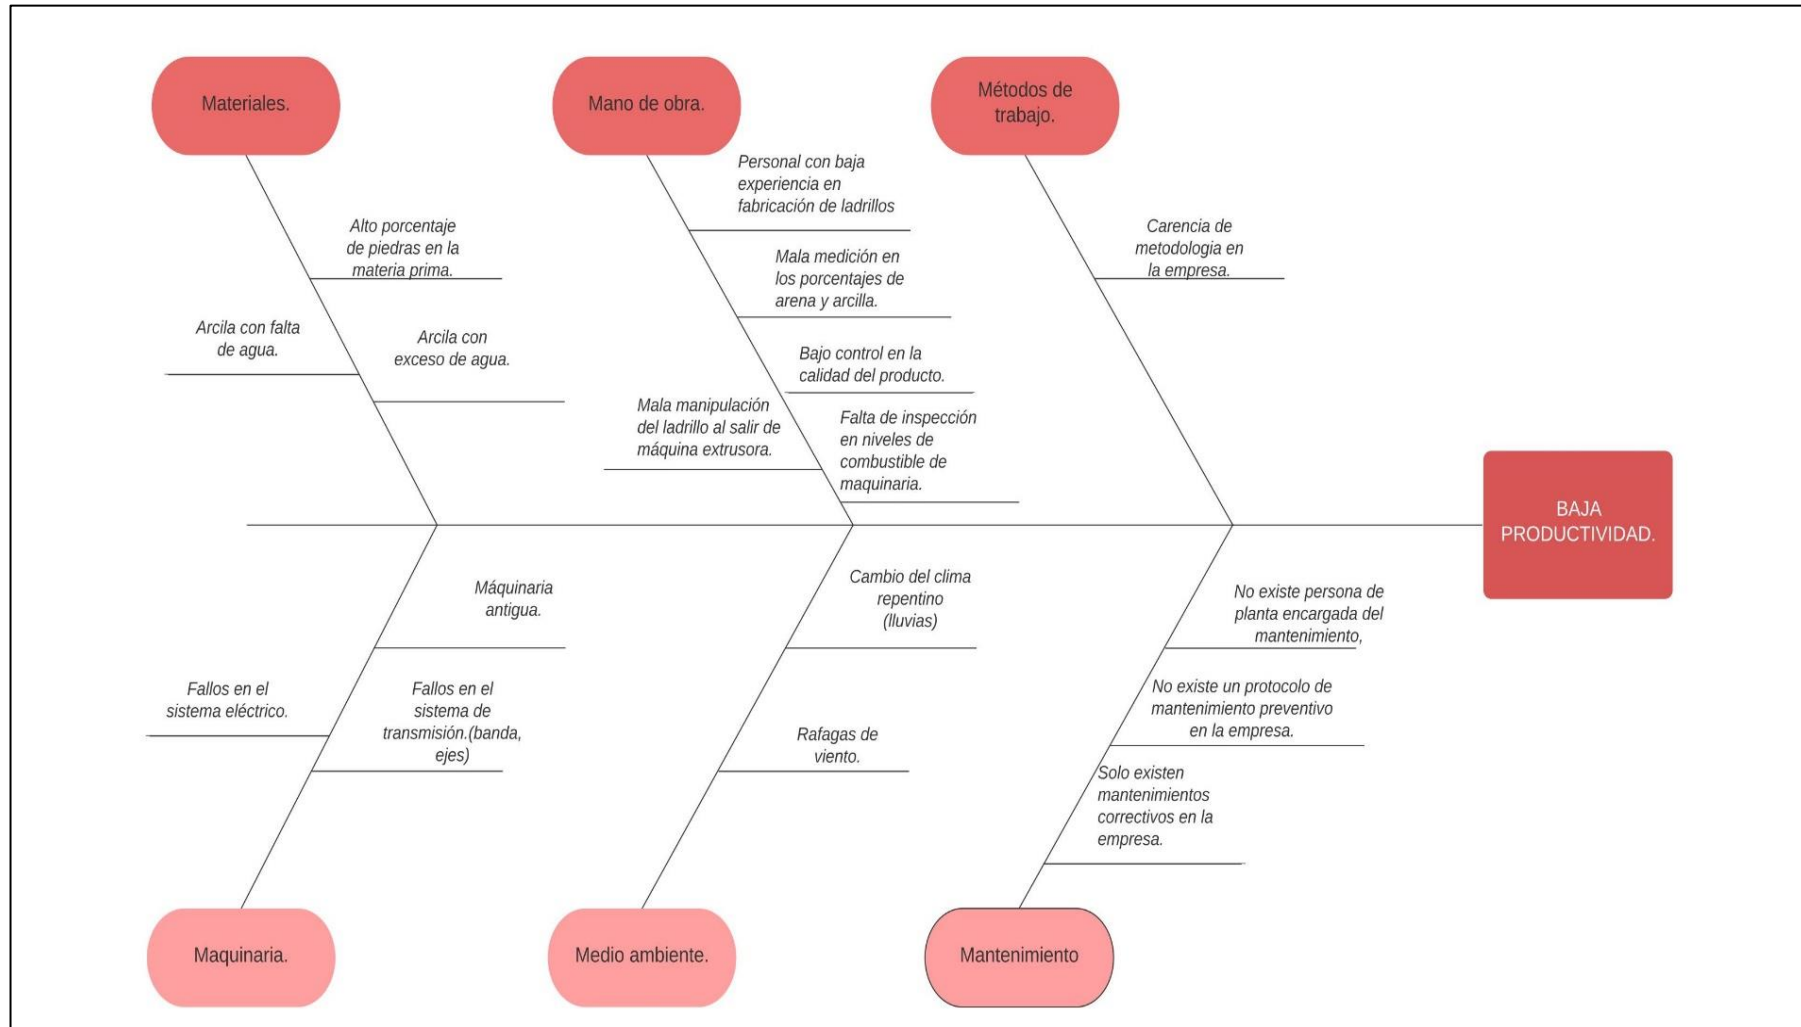 Materiales.
Mano de obra.
Métodos de
trabajo.
Alto porcentaje
de piedras en la
materia prima.
Arcila con falta
de agua.
Arcila con
exceso de agua.
Personal con baja
experiencia en
fabricación de ladrillos
Mala medición en
los porcentajes de
arena y arcilla.
Bajo control en la
calidad del producto.
Mala manipulación
del ladrillo al salir de
máquina extrusora.
Falta de inspección
en niveles de
combustible de
maquinaria.
Carencia de
metodologia en
la empresa.
BAJA
PRODUCTIVIDAD.
Máquinaria
antigua.
Fallos en el
sistema eléctrico.
Fallos en el
sistema de
transmisión.(banda,
ejes)
Cambio del clima
repentino
(lluvias)
Rafagas de
viento.
No existe persona de
planta encargada del
mantenimiento,
No existe un protocolo de
mantenimiento preventivo
en la empresa.
Solo existen
mantenimientos
correctivos en la
empresa.
Maquinaria.
Medio ambiente.
Mantenimiento